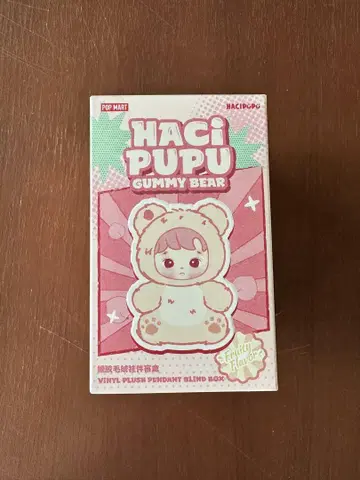 POP MART
HACIPUPU
HACI
PUPU
GUMMY BEAR
Fruity
Flavor
搪胶毛绒挂件盲盒
VINYL PLUSH PENDANT BLIND BOX